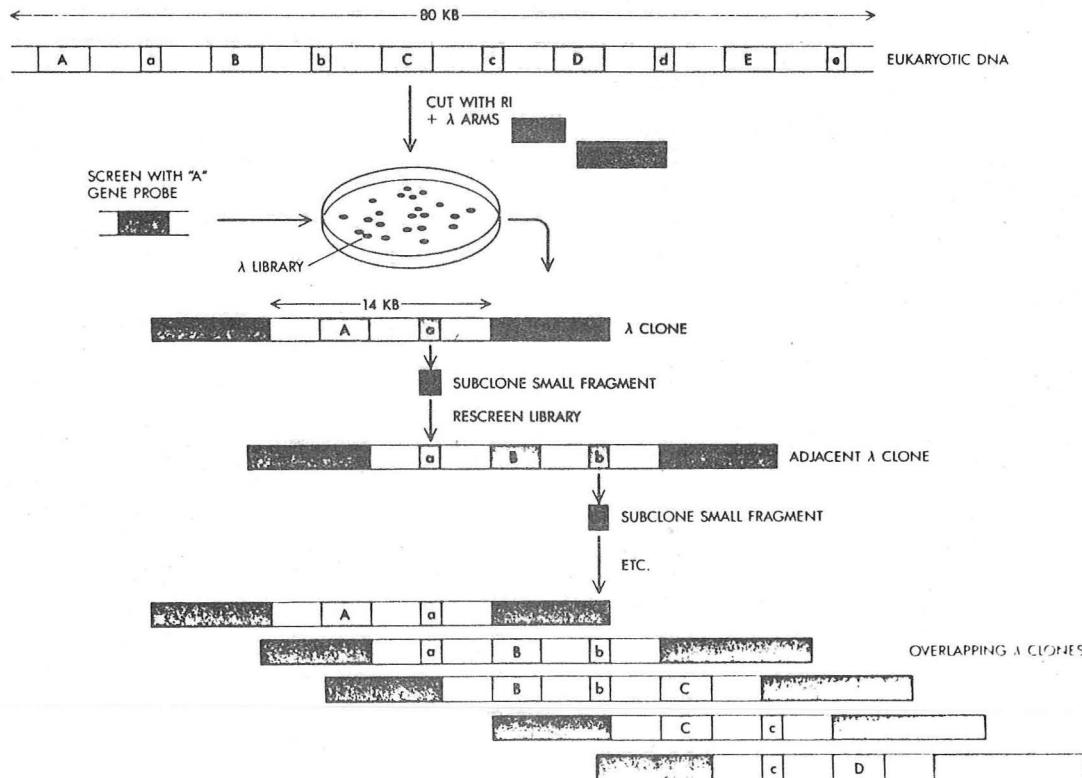 80 KB
A a B b C c D d E e EUKARYOTIC DNA
CUT WITH RI
+ λ ARMS
SCREEN WITH "A"
GENE PROBE
λ LIBRARY
14 KB
A a λ CLONE
SUBCLONE SMALL FRAGMENT
RESCREEN LIBRARY
a B b ADJACENT λ CLONE
SUBCLONE SMALL FRAGMENT
ETC.
A a
a B b OVERLAPPING λ CLONES
B b C
C c
c D